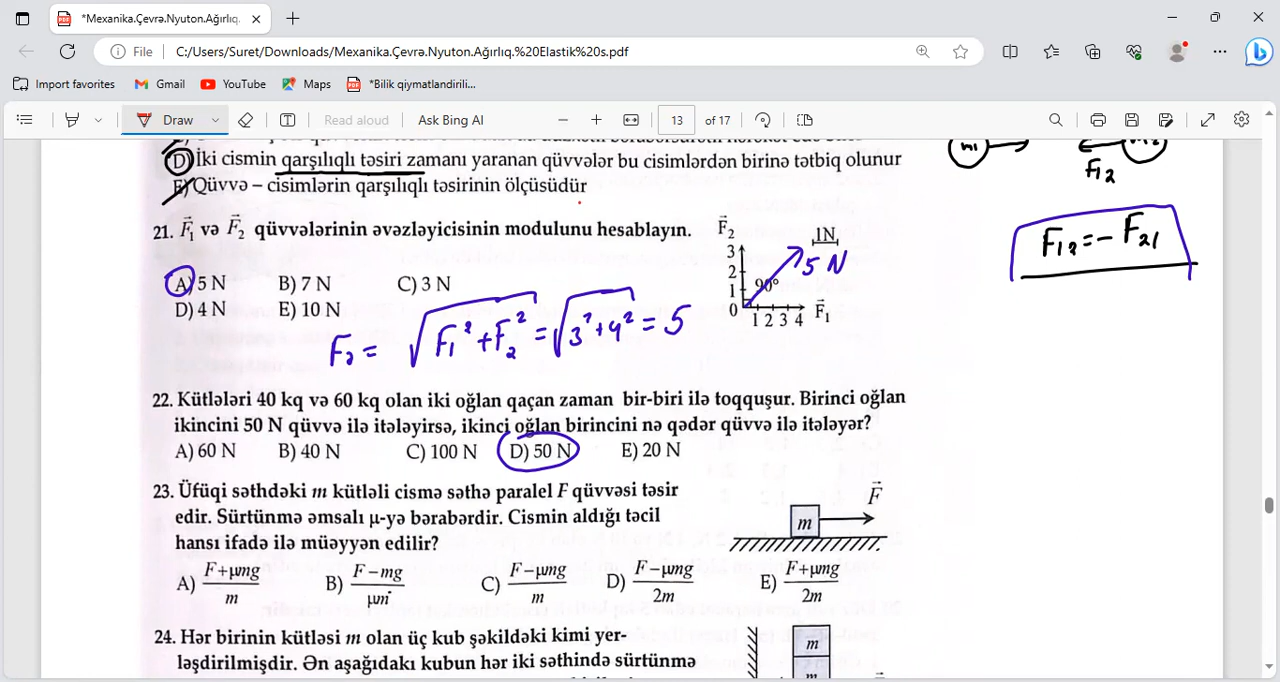 *Mexanika.Çevrə.Nyuton.Ağırlıq.
File C:/Users/Suret/Downloads/Mexanika.Çevrə.Nyuton.Ağırlıq.%20Elastik%20s.pdf
Import favorites Gmail YouTube Maps *Bilik qiymatlandirili...
Draw Read aloud Ask Bing AI 13 of 17
D) İki cismin qarşılıqlı təsiri zamanı yaranan qüvvələr bu cisimlərdən birinə tətbiq olunur
E) Qüvvə – cisimlərin qarşılıqlı təsirinin ölçüsüdür
F12
F12 = – F21
21. F⃗1 və F⃗2 qüvvələrinin əvəzləyicisinin modulunu hesablayın.
A) 5 N B) 7 N C) 3 N
D) 4 N E) 10 N
F⃗2
1N
3
2
1
0
90°
5 N
1 2 3 4 F⃗1
F2 = √F1² + F2² = √3² + 4² = 5
22. Kütlələri 40 kq və 60 kq olan iki oğlan qaçan zaman bir-biri ilə toqquşur. Birinci oğlan
ikincini 50 N qüvvə ilə itələyirsə, ikinci oğlan birincini nə qədər qüvvə ilə itələyər?
A) 60 N B) 40 N C) 100 N D) 50 N E) 20 N
23. Üfüqi səthdəki m kütləli cismə səthə paralel F qüvvəsi təsir
edir. Sürtünmə əmsalı μ-yə bərabərdir. Cismin aldığı təcil
hansı ifadə ilə müəyyən edilir?
m F⃗
A) F+μmg/m B) F–mg/μm C) F–μmg/m D) F–μmg/2m E) F+μmg/2m
24. Hər birinin kütləsi m olan üç kub şəkildəki kimi yer-
ləşdirilmişdir. Ən aşağıdakı kubun hər iki səthində sürtünmə
m
m